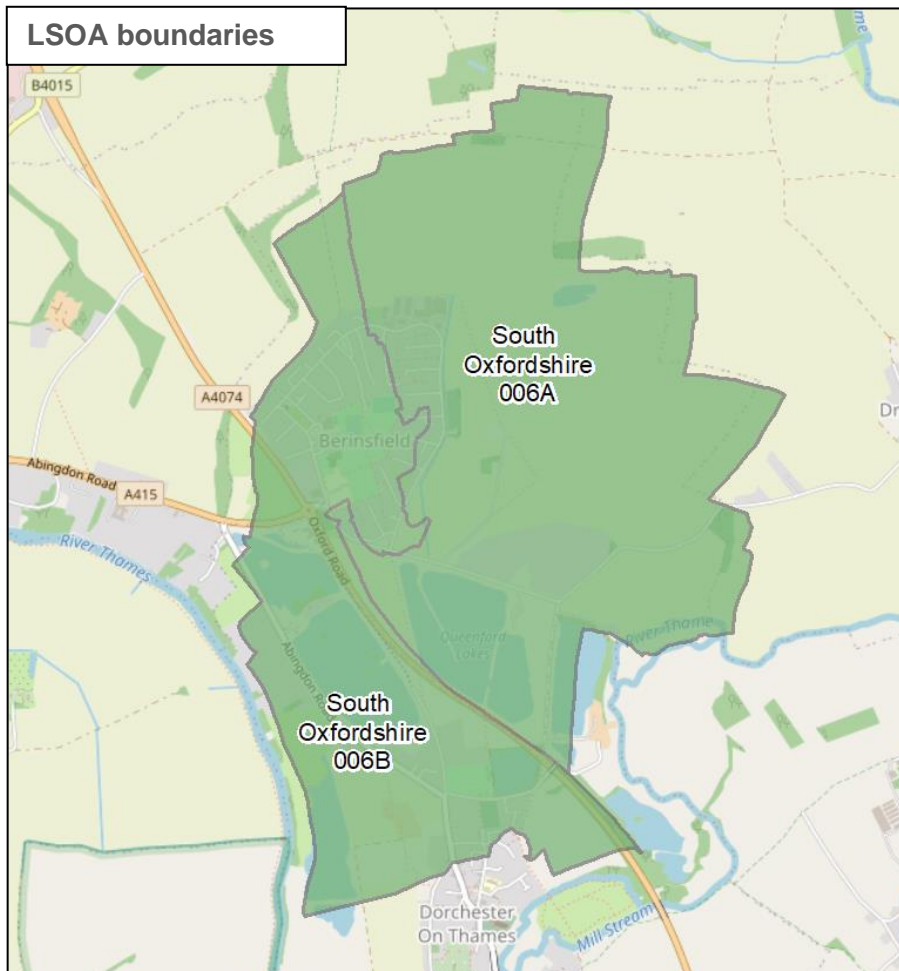 LSOA boundaries
B4015
South
Oxfordshire
006A
A4074
Berinsfield
Abingdon Road
A415
Oxford Road
River Thames
River Thame
Queenford
Lakes
Abingdon Road
South
Oxfordshire
006B
Dorchester
On Thames
Mill Stream